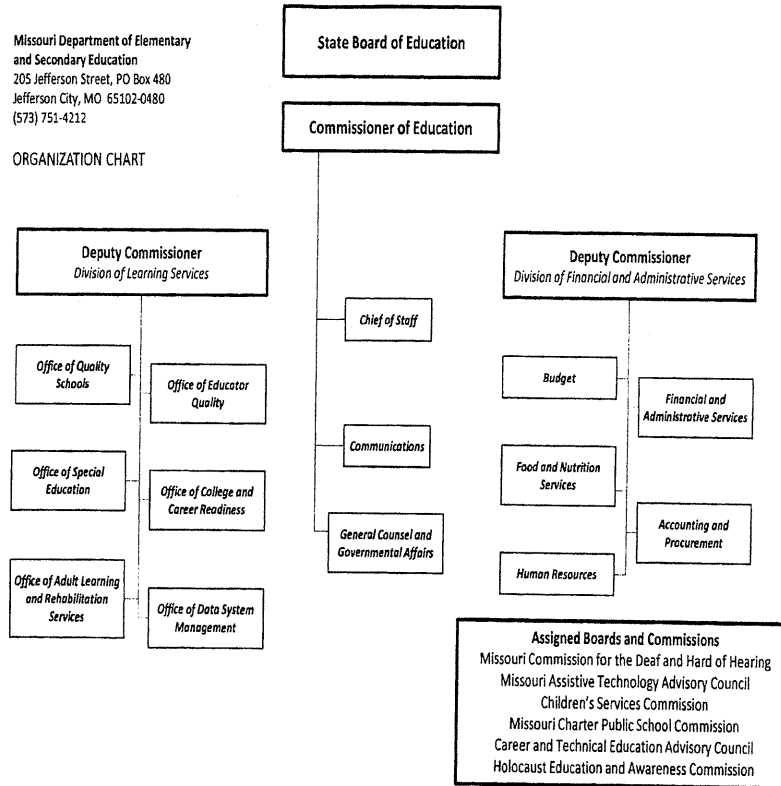 Missouri Department of Elementary
and Secondary Education
205 Jefferson Street, PO Box 480
Jefferson City, MO 65102-0480
(573) 751-4212
ORGANIZATION CHART
State Board of Education
Commissioner of Education
Deputy Commissioner
Division of Learning Services
Office of Quality
Schools
Office of Educator
Quality
Office of Special
Education
Office of College and
Career Readiness
Office of Adult Learning
and Rehabilitation
Services
Office of Data System
Management
Chief of Staff
Communications
General Counsel and
Governmental Affairs
Deputy Commissioner
Division of Financial and Administrative Services
Budget
Financial and
Administrative Services
Food and Nutrition
Services
Accounting and
Procurement
Human Resources
Assigned Boards and Commissions
Missouri Commission for the Deaf and Hard of Hearing
Missouri Assistive Technology Advisory Council
Children's Services Commission
Missouri Charter Public School Commission
Career and Technical Education Advisory Council
Holocaust Education and Awareness Commission